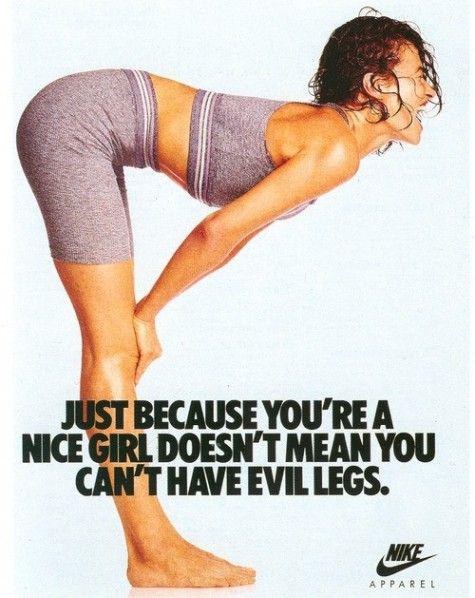 JUST BECAUSE YOU'RE A
NICE GIRL DOESN'T MEAN YOU
CAN'T HAVE EVIL LEGS.
NIKE
APPAREL